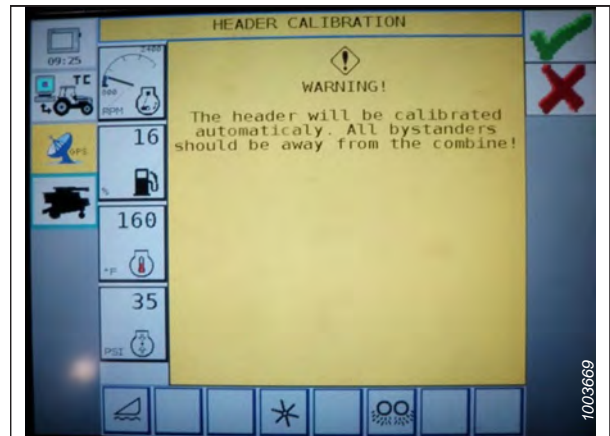 HEADER CALIBRATION
09:25
TC
GPS
2400
RPM
16
%
160
°F
35
PSI
WARNING!
The header will be calibrated
automaticaly. All bystanders
should be away from the combine!
1003669